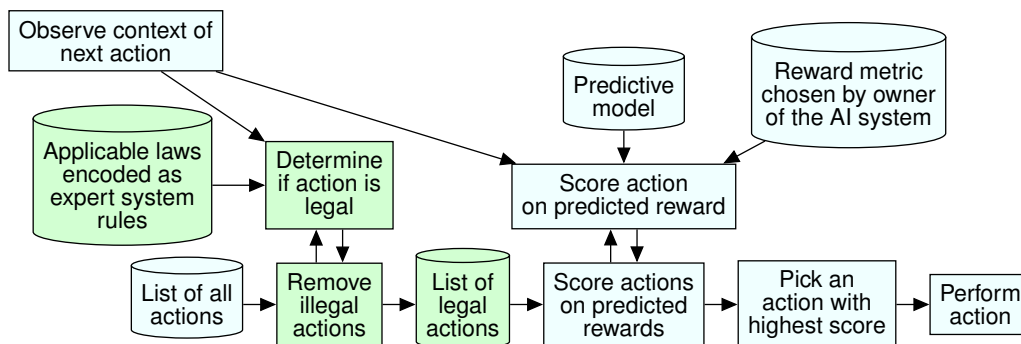 Observe context of
next action
Predictive
model
Reward metric
chosen by owner
of the AI system
Applicable laws
encoded as
expert system
rules
Determine
if action is
legal
Score action
on predicted reward
List of all
actions
Remove
illegal
actions
List of
legal
actions
Score actions
on predicted
rewards
Pick an
action with
highest score
Perform
action